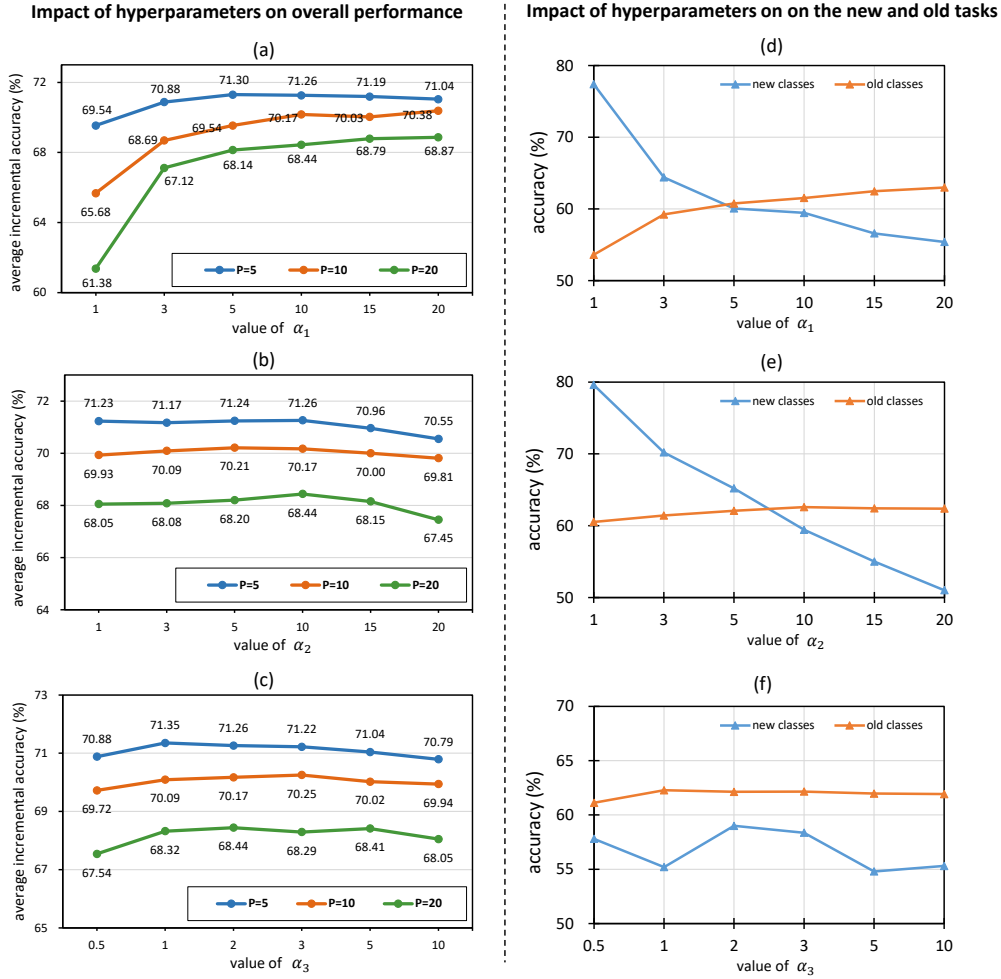 Impact of hyperparameters on overall performance
(a)
average incremental accuracy (%)
72
68
64
60
69.54
70.88
71.30
71.26
71.19
71.04
65.68
68.69
69.54
70.17
70.03
70.38
61.38
67.12
68.14
68.44
68.79
68.87
P=5 P=10 P=20
1 3 5 10 15 20
value of α1
(b)
average incremental accuracy (%)
72
70
68
66
64
71.23
71.17
71.24
71.26
70.96
70.55
69.93
70.09
70.21
70.17
70.00
69.81
68.05
68.08
68.20
68.44
68.15
67.45
P=5 P=10 P=20
1 3 5 10 15 20
value of α2
(c)
average incremental accuracy (%)
73
71
69
67
65
70.88
71.35
71.26
71.22
71.04
70.79
69.72
70.09
70.17
70.25
70.02
69.94
67.54
68.32
68.44
68.29
68.41
68.05
P=5 P=10 P=20
0.5 1 2 3 5 10
value of α3
Impact of hyperparameters on on the new and old tasks
(d)
accuracy (%)
80
70
60
50
new classes old classes
1 3 5 10 15 20
value of α1
(e)
accuracy (%)
80
70
60
50
new classes old classes
1 3 5 10 15 20
value of α2
(f)
accuracy (%)
70
65
60
55
50
new classes old classes
0.5 1 2 3 5 10
value of α3